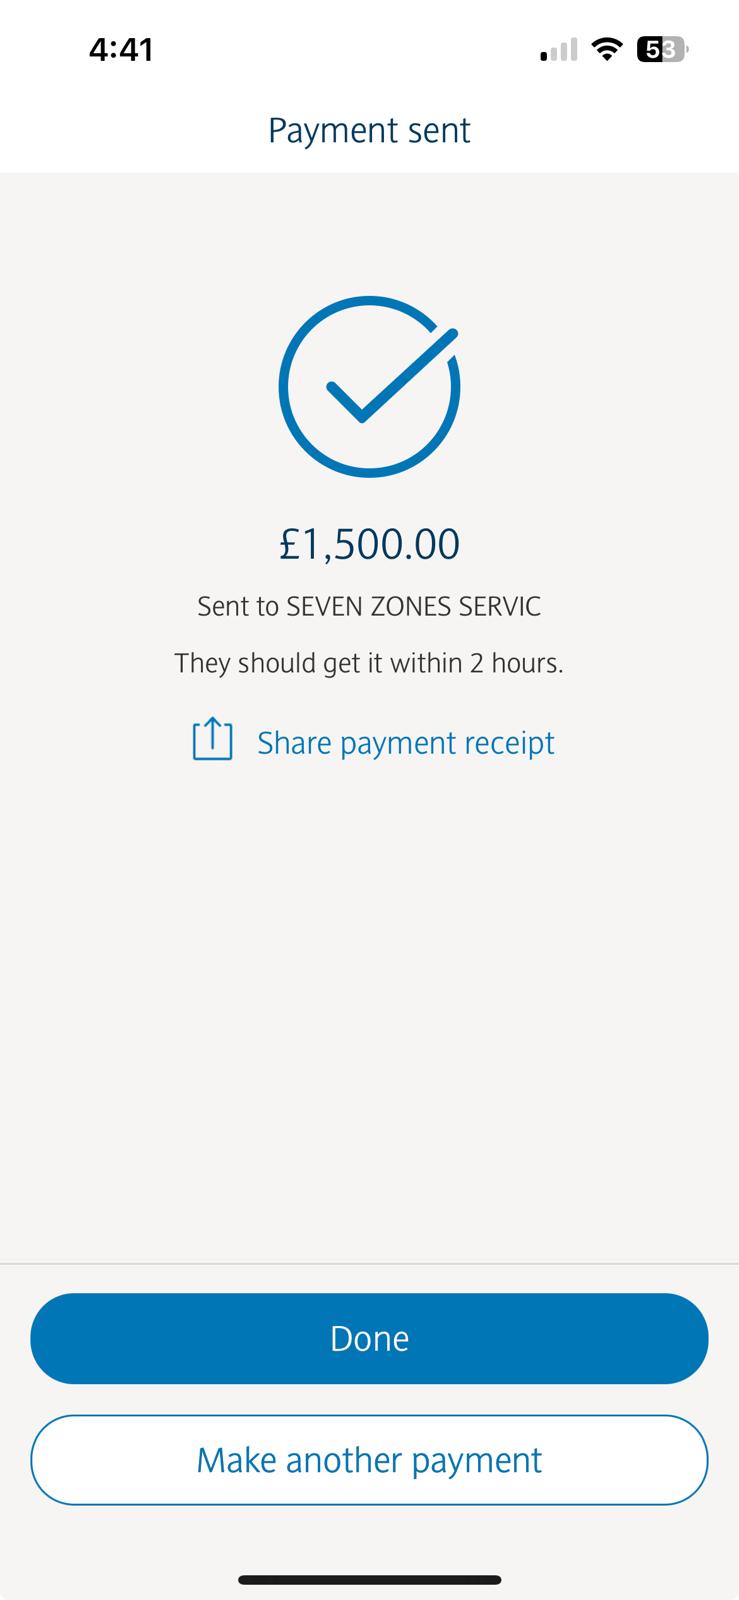 4:41
53
Payment sent
£1,500.00
Sent to SEVEN ZONES SERVIC
They should get it within 2 hours.
Share payment receipt
Done
Make another payment